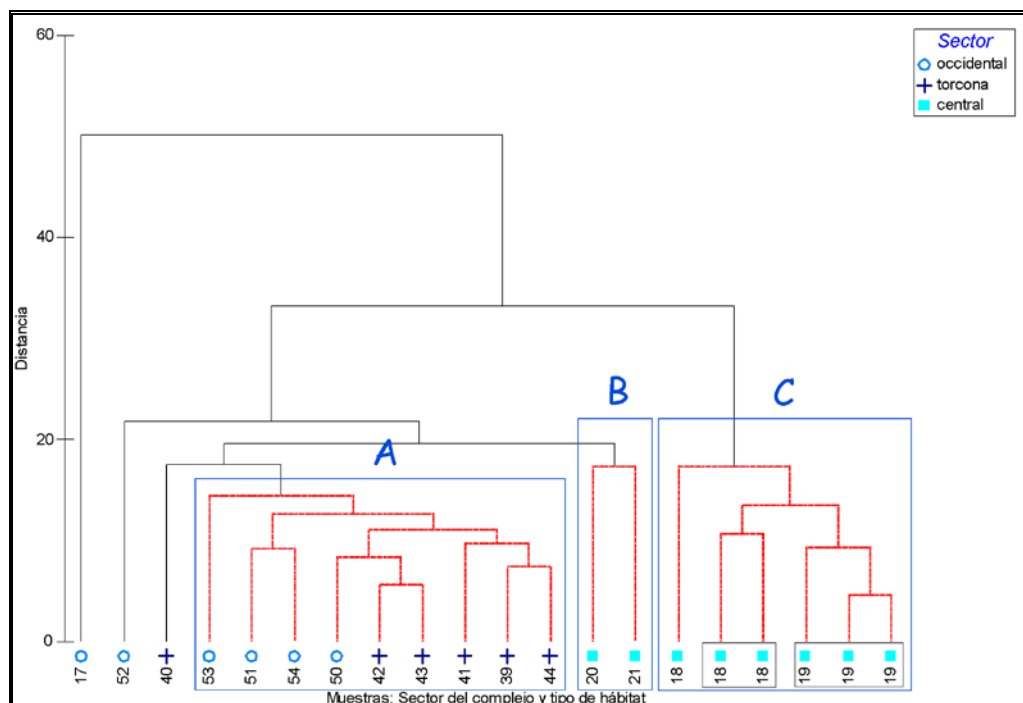 60
Sector
occidental
torcona
central
40
Distancia
B
C
20
A
0
17
52
40
53
51
54
50
42
43
41
39
44
20
21
18
18
18
19
19
19
Muestras: Sector del complejo y tipo de hábitat